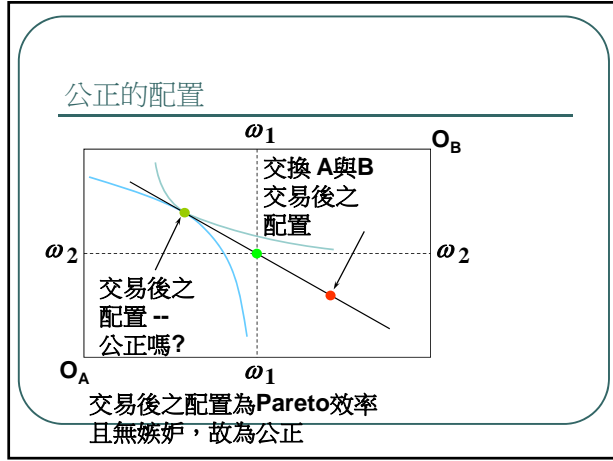 公正的配置
ω1
OB
交換 A與B
交易後之
配置
ω2
ω2
交易後之
配置 --
公正嗎?
OA
ω1
交易後之配置為Pareto效率
且無嫉妒，故為公正